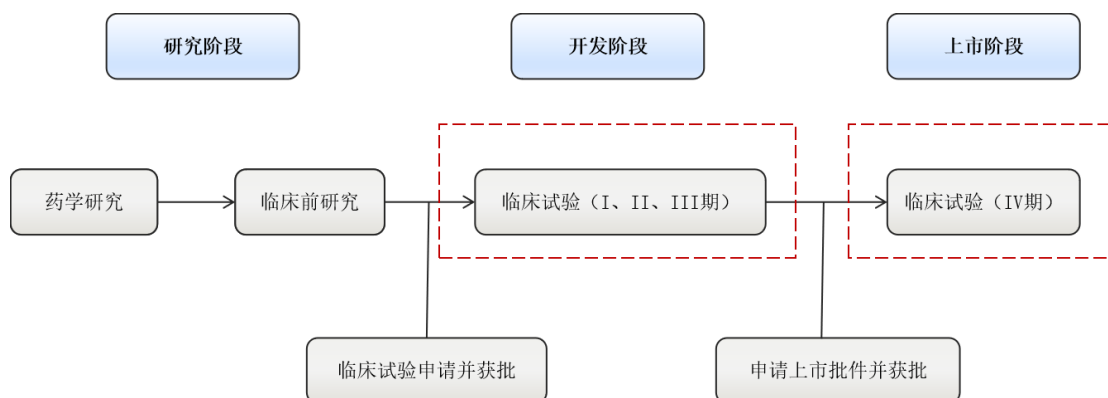 研究阶段
开发阶段
上市阶段
药学研究
临床前研究
临床试验（I、II、III期）
临床试验（IV期）
临床试验申请并获批
申请上市批件并获批